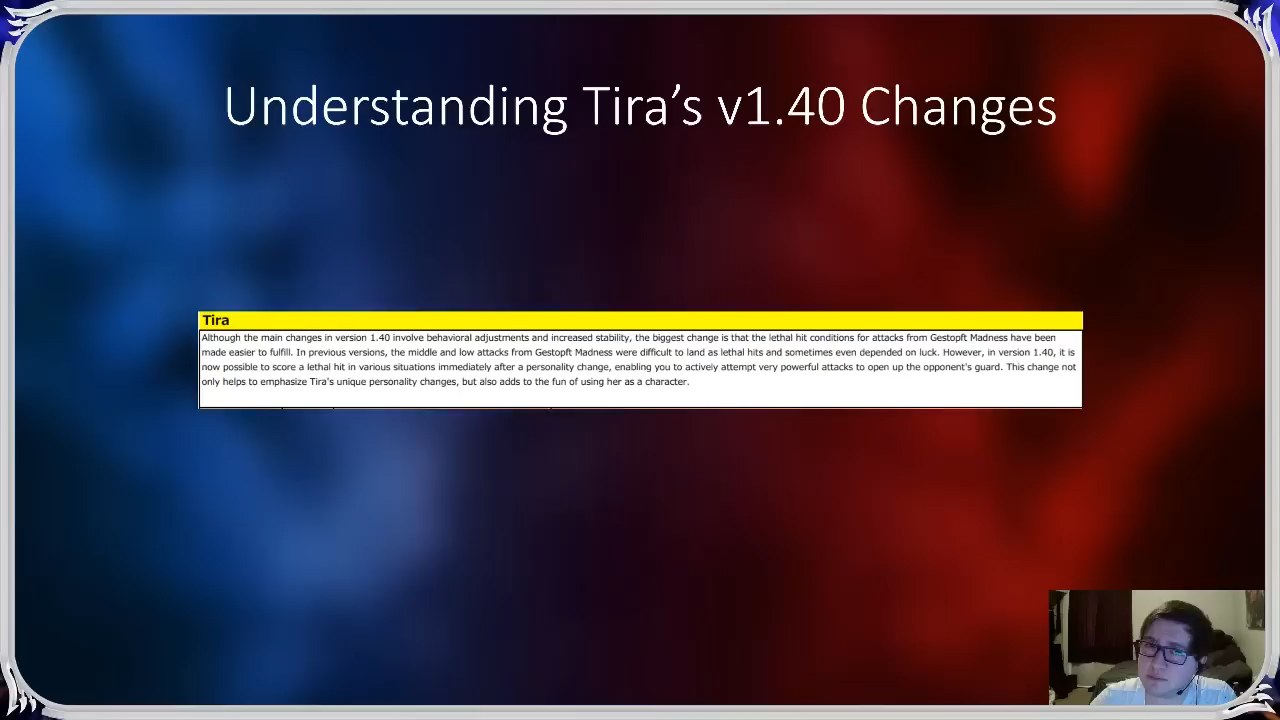 Understanding Tira's v1.40 Changes
Tira
Although the main changes in version 1.40 involve behavioral adjustments and increased stability, the biggest change is that the lethal hit conditions for attacks from Gestopft Madness have been
made easier to fulfill. In previous versions, the middle and low attacks from Gestopft Madness were difficult to land as lethal hits and sometimes even depended on luck. However, in version 1.40, it is
now possible to score a lethal hit in various situations immediately after a personality change, enabling you to actively attempt very powerful attacks to open up the opponent's guard. This change not
only helps to emphasize Tira's unique personality changes, but also adds to the fun of using her as a character.